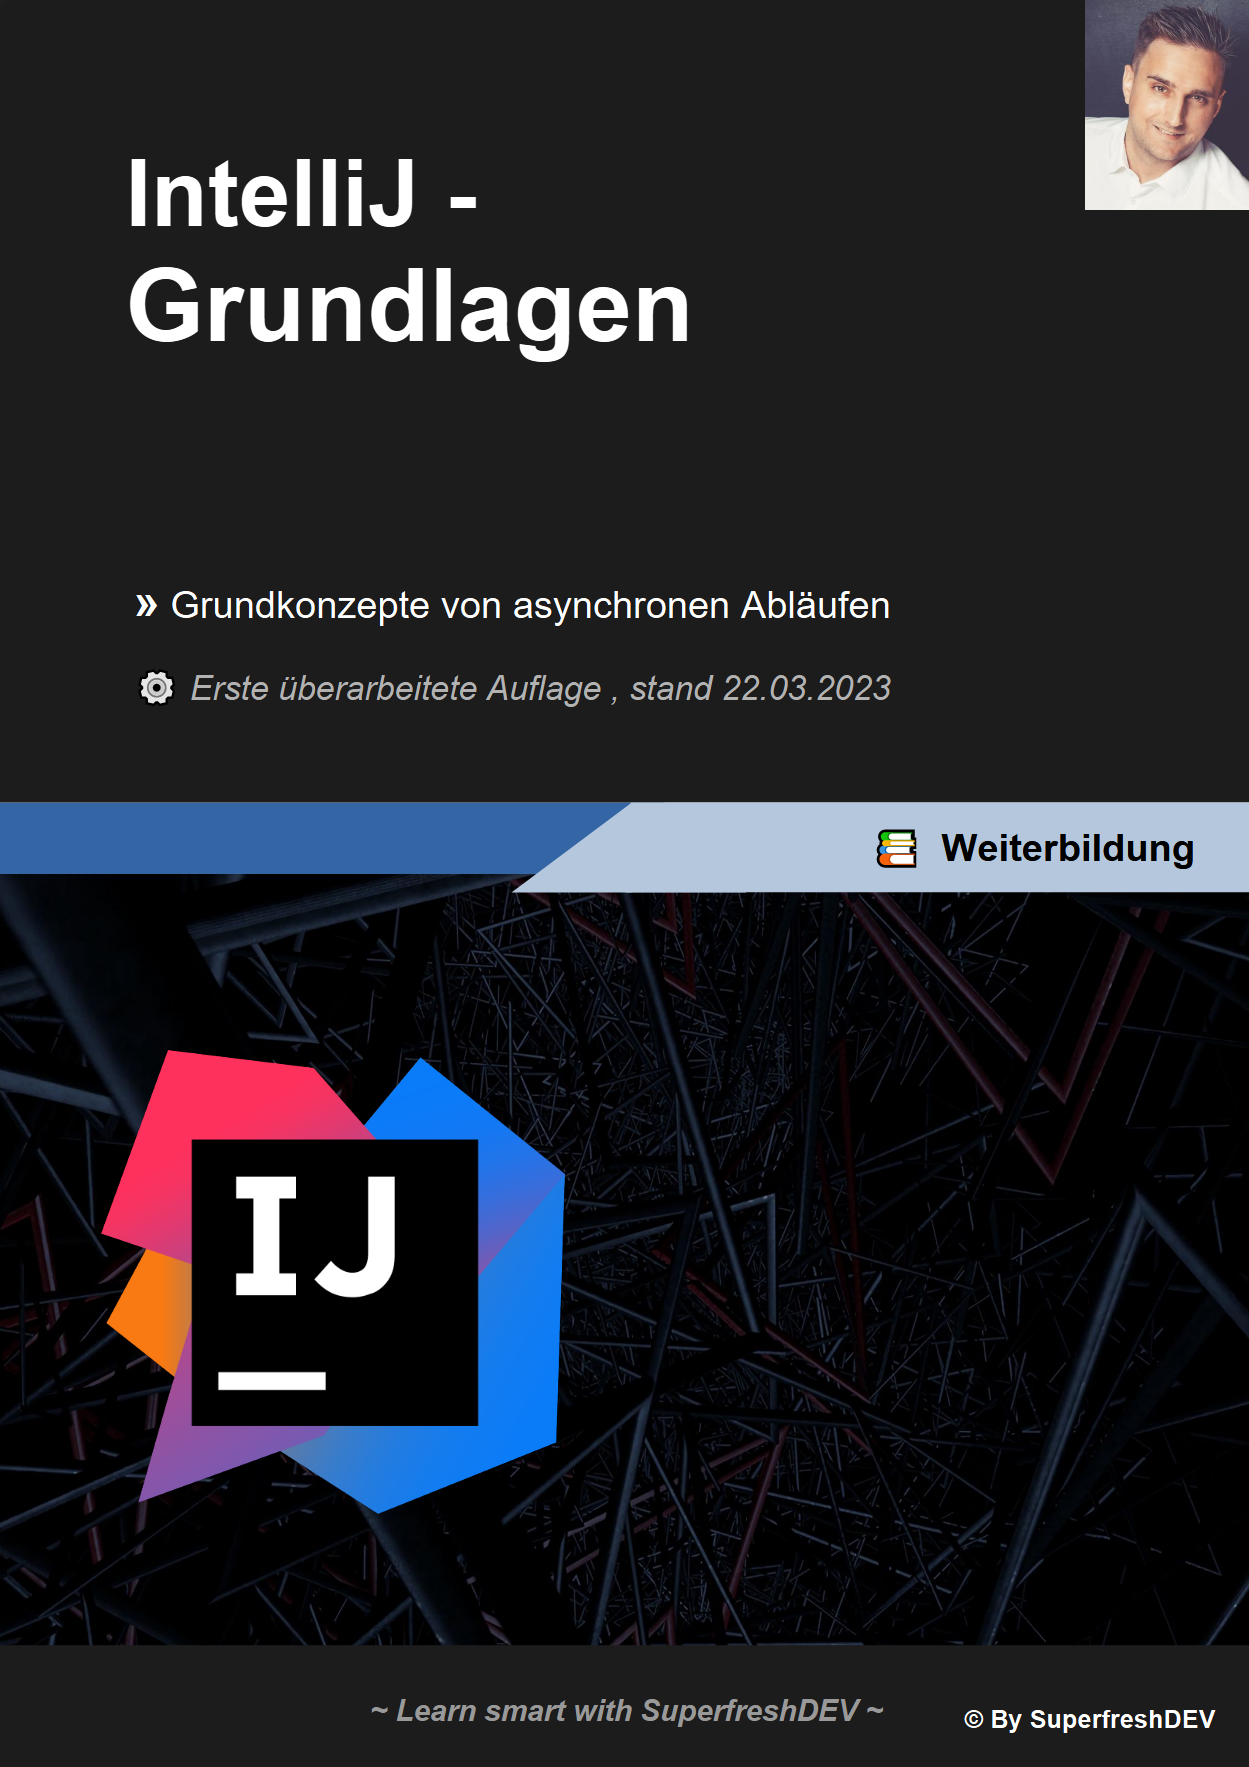 IntelliJ -
Grundlagen
» Grundkonzepte von asynchronen Abläufen
Erste überarbeitete Auflage , stand 22.03.2023
Weiterbildung
IJ
~ Learn smart with SuperfreshDEV ~
© By SuperfreshDEV